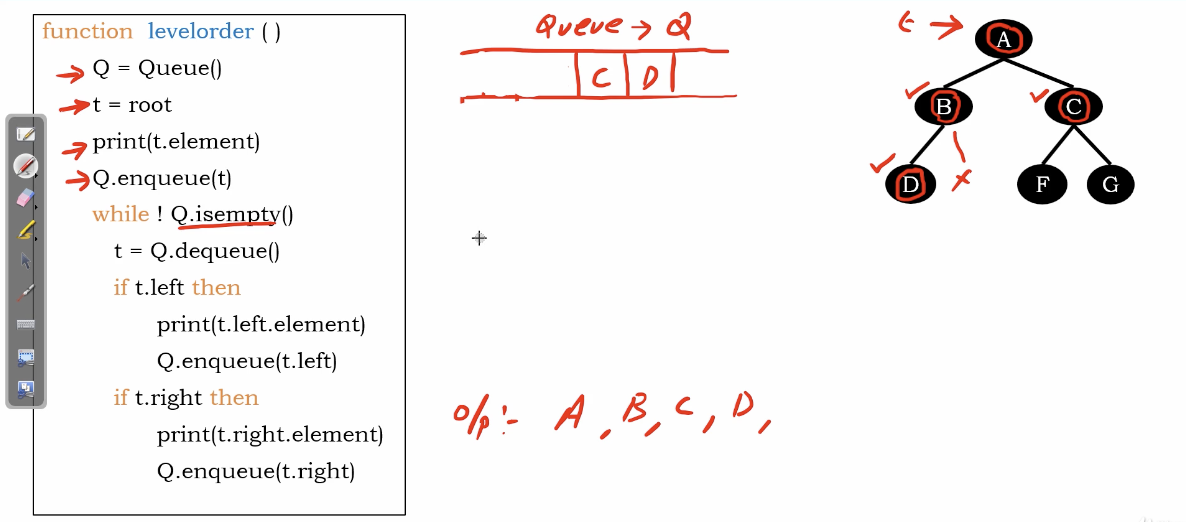 function levelorder ( )
Q = Queue()
t = root
print(t.element)
Q.enqueue(t)
while ! Q.isempty()
t = Q.dequeue()
if t.left then
print(t.left.element)
Q.enqueue(t.left)
if t.right then
print(t.right.element)
Q.enqueue(t.right)
Queue → Q
C D
o/p :- A , B , C , D ,
t → A
B C
D F G